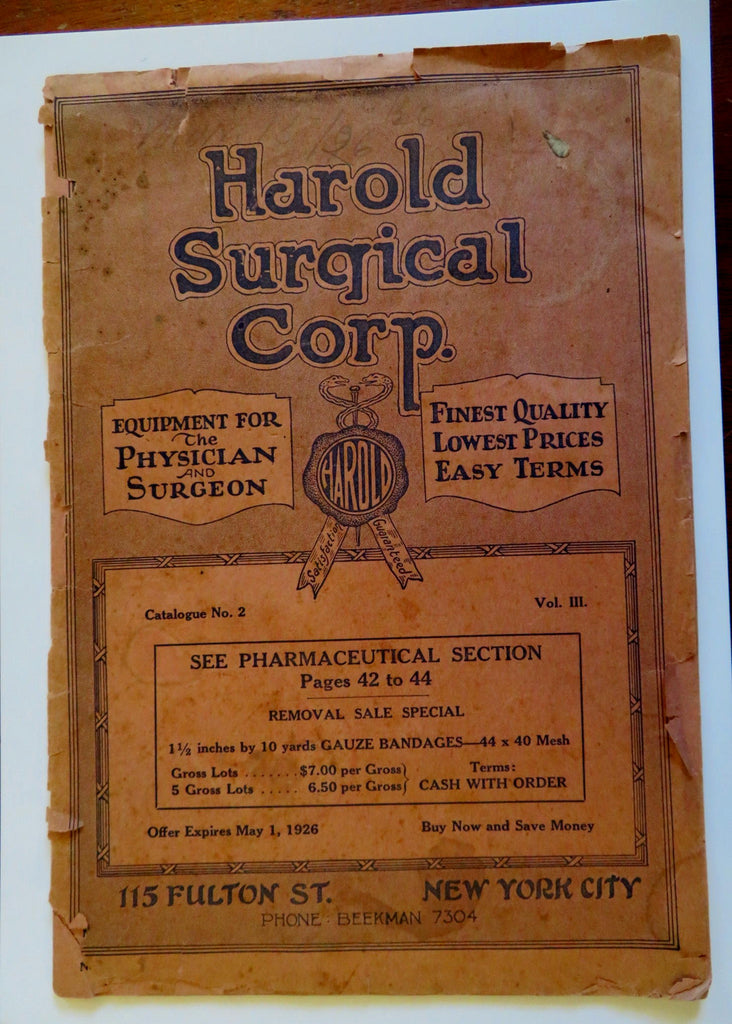 Harold
Surgical
Corp.
EQUIPMENT FOR
The
PHYSICIAN
AND
SURGEON
FINEST QUALITY
LOWEST PRICES
EASY TERMS
HAROLD
Satisfaction
Guaranteed
Catalogue No. 2
Vol. III.
SEE PHARMACEUTICAL SECTION
Pages 42 to 44
REMOVAL SALE SPECIAL
1½ inches by 10 yards GAUZE BANDAGES—44 x 40 Mesh
Gross Lots . . . . . . . $7.00 per Gross}
5 Gross Lots . . . . . 6.50 per Gross}
Terms:
CASH WITH ORDER
Offer Expires May 1, 1926
Buy Now and Save Money
115 FULTON ST.
NEW YORK CITY
PHONE: BEEKMAN 7304